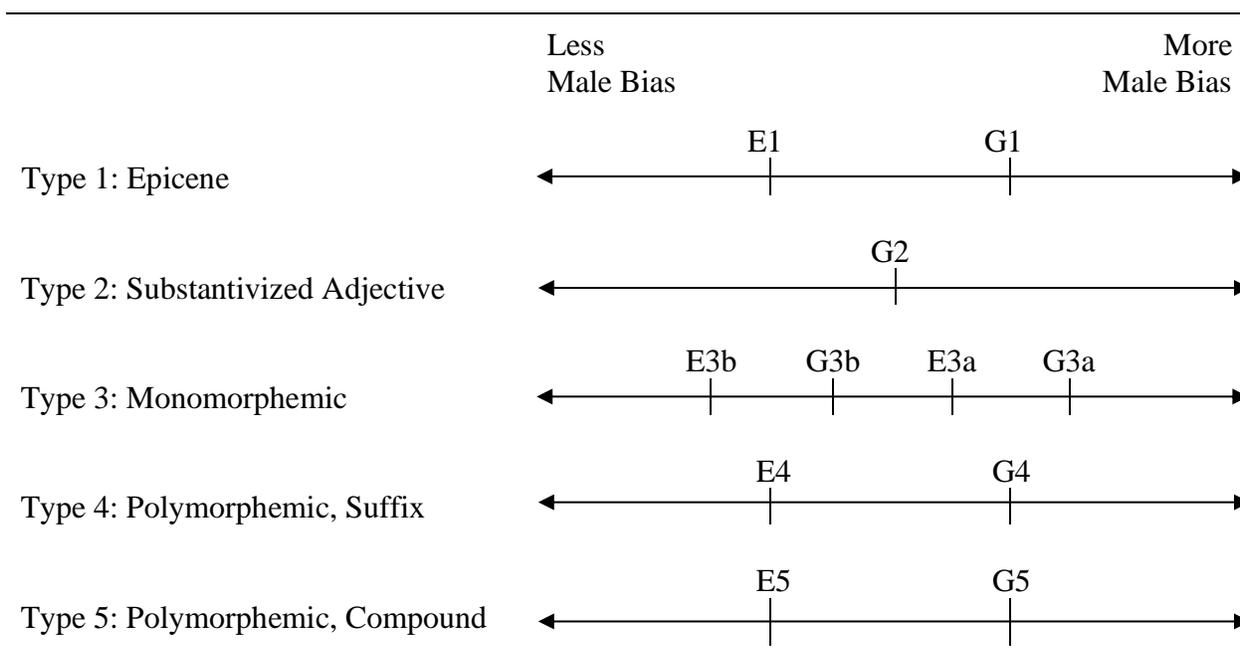 Less More
Male Bias Male Bias
E1 G1
Type 1: Epicene
G2
Type 2: Substantivized Adjective
E3b G3b E3a G3a
Type 3: Monomorphemic
E4 G4
Type 4: Polymorphemic, Suffix
E5 G5
Type 5: Polymorphemic, Compound